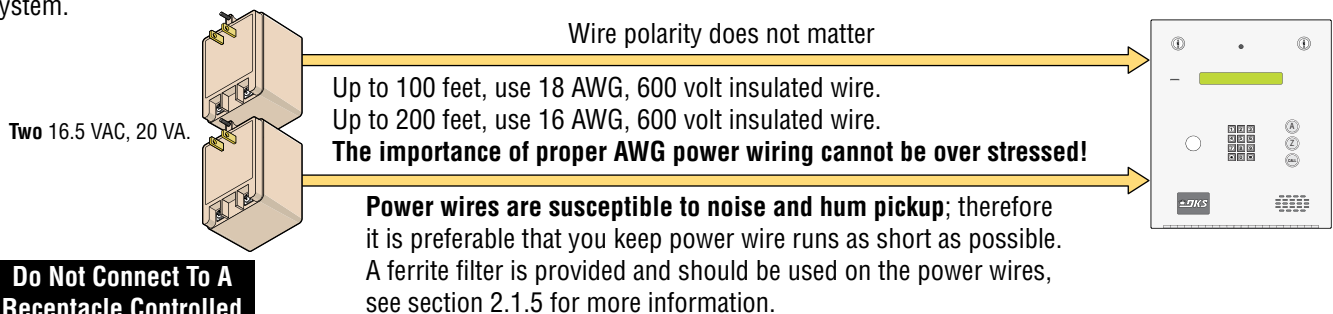 ystem.
Wire polarity does not matter
Up to 100 feet, use 18 AWG, 600 volt insulated wire.
Up to 200 feet, use 16 AWG, 600 volt insulated wire.
Two 16.5 VAC, 20 VA.
The importance of proper AWG power wiring cannot be over stressed!
Power wires are susceptible to noise and hum pickup; therefore
it is preferable that you keep power wire runs as short as possible.
A ferrite filter is provided and should be used on the power wires,
see section 2.1.5 for more information.
Do Not Connect To A
Receptacle Controlled
A
Z
CALL
DKS